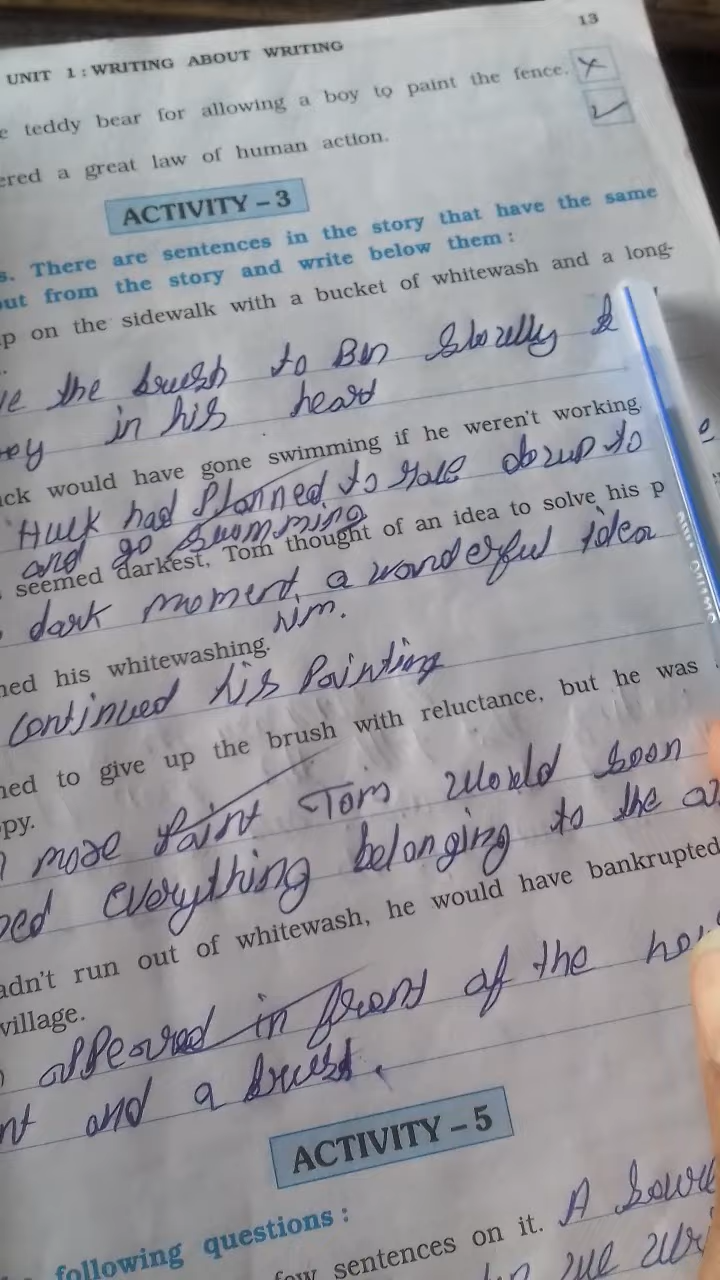 13
UNIT 1 : WRITING ABOUT WRITING
e teddy bear for allowing a boy to paint the fence.
ered a great law of human action.
ACTIVITY – 3
s. There are sentences in the story that have the same
out from the story and write below them :
p on the sidewalk with a bucket of whitewash and a long-
the brush to Ben
in his heart
ck would have gone swimming if he weren't working.
Huck had planned to
and go swimming
seemed darkest, Tom thought of an idea to solve his p
dark moment, a wonderful idea
ned his whitewashing.
continued his Painting
ned to give up the brush with reluctance, but he was
py.
more paint Tom would soon
everything belonging to the
adn't run out of whitewash, he would have bankrupted
village.
appeared in front of the
nt and a
ACTIVITY – 5
following questions :
few sentences on it. A